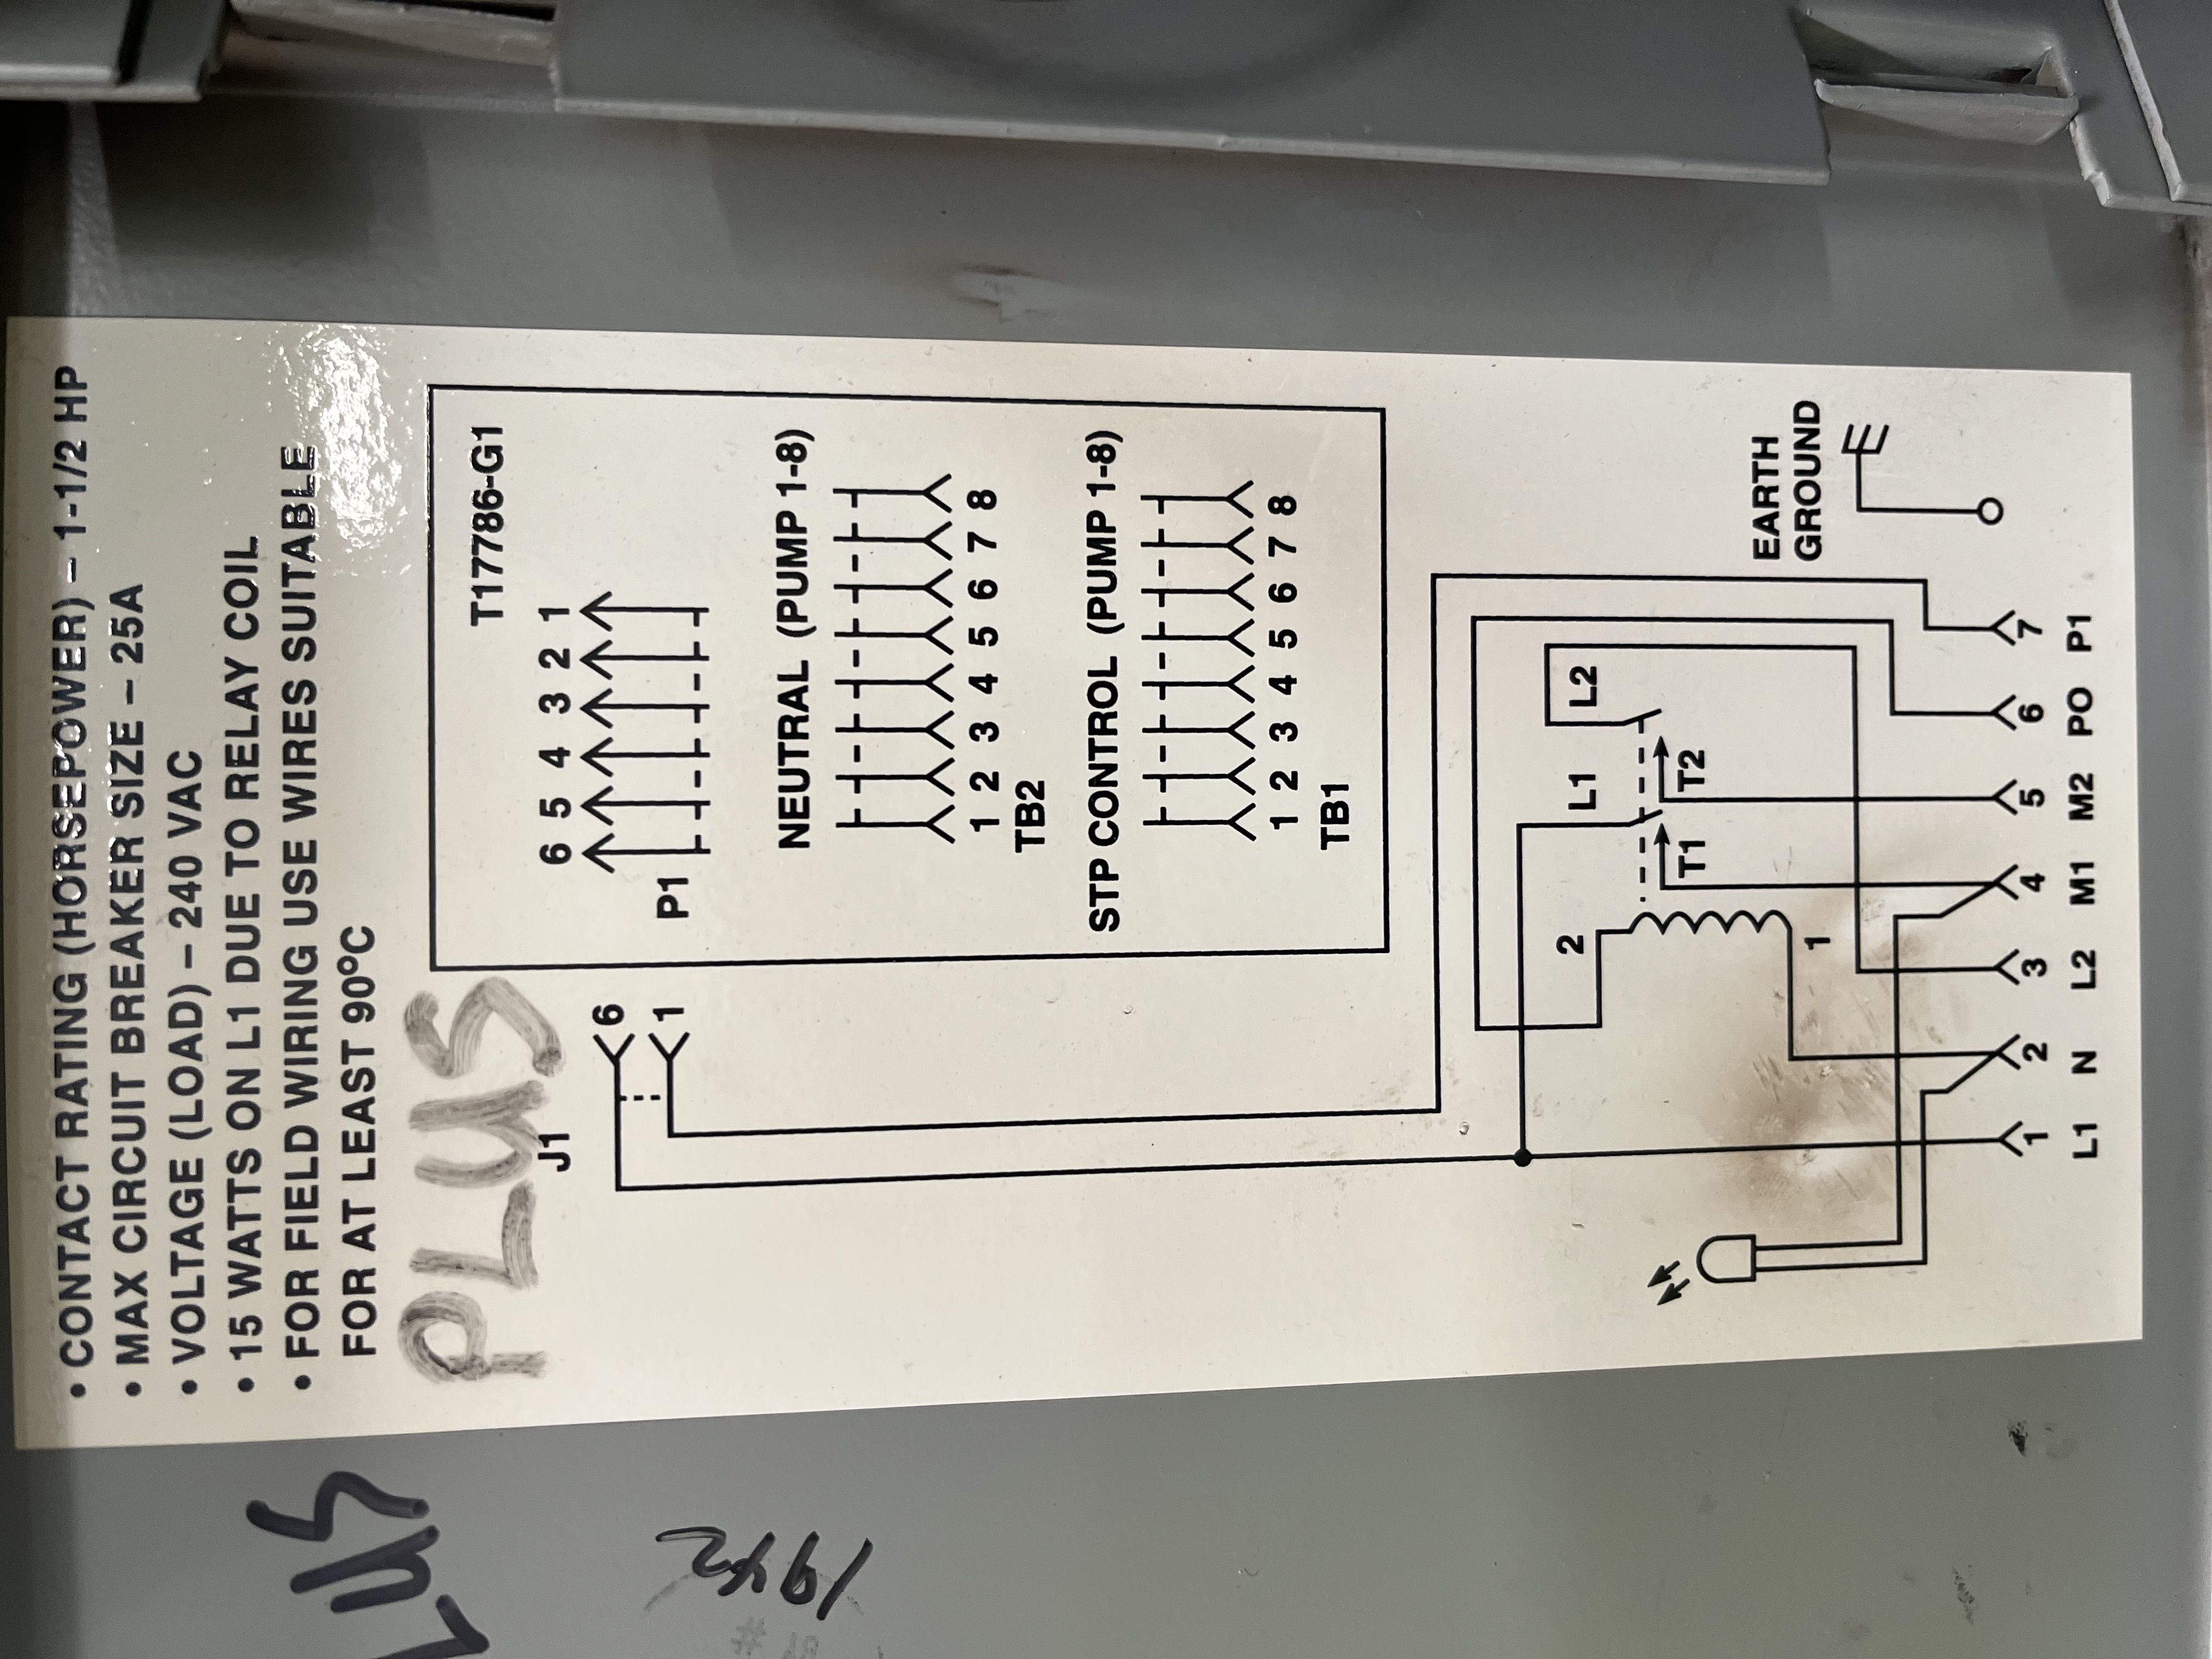 • CONTACT RATING (HORSEPOWER) – 1-1/2 HP
• MAX CIRCUIT BREAKER SIZE – 25A
• VOLTAGE (LOAD) – 240 VAC
• 15 WATTS ON L1 DUE TO RELAY COIL
• FOR FIELD WIRING USE WIRES SUITABLE
FOR AT LEAST 90°C
LUS
PLUS
T17786-G1
J1
6 5 4 3 2 1
6
1
P1
1942
NEUTRAL (PUMP 1-8)
1 2 3 4 5 6 7 8
TB2
STP CONTROL (PUMP 1-8)
1 2 3 4 5 6 7 8
TB1
2
L1
L2
T1
T2
1
EARTH
GROUND
1 2 3 4 5 6 7
L1 N L2 M1 M2 PO P1